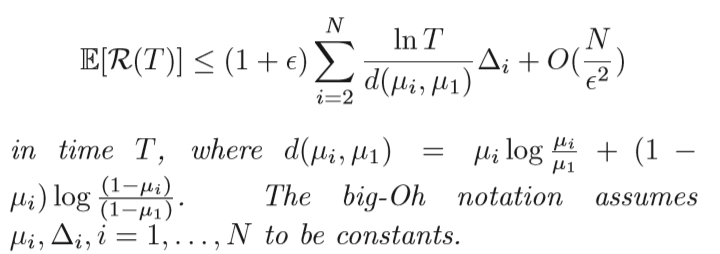 $$\mathbb{E}[\mathcal{R}(T)] \leq (1+\epsilon) \sum_{i=2}^{N} \frac{\ln T}{d(\mu_i, \mu_1)} \Delta_i + O(\frac{N}{\epsilon^2})$$
in time $T$, where $d(\mu_i, \mu_1) = \mu_i \log \frac{\mu_i}{\mu_1} + (1 -$
$\mu_i) \log \frac{(1-\mu_i)}{(1-\mu_1)}$. The big-Oh notation assumes
$\mu_i, \Delta_i, i = 1, \ldots, N$ to be constants.